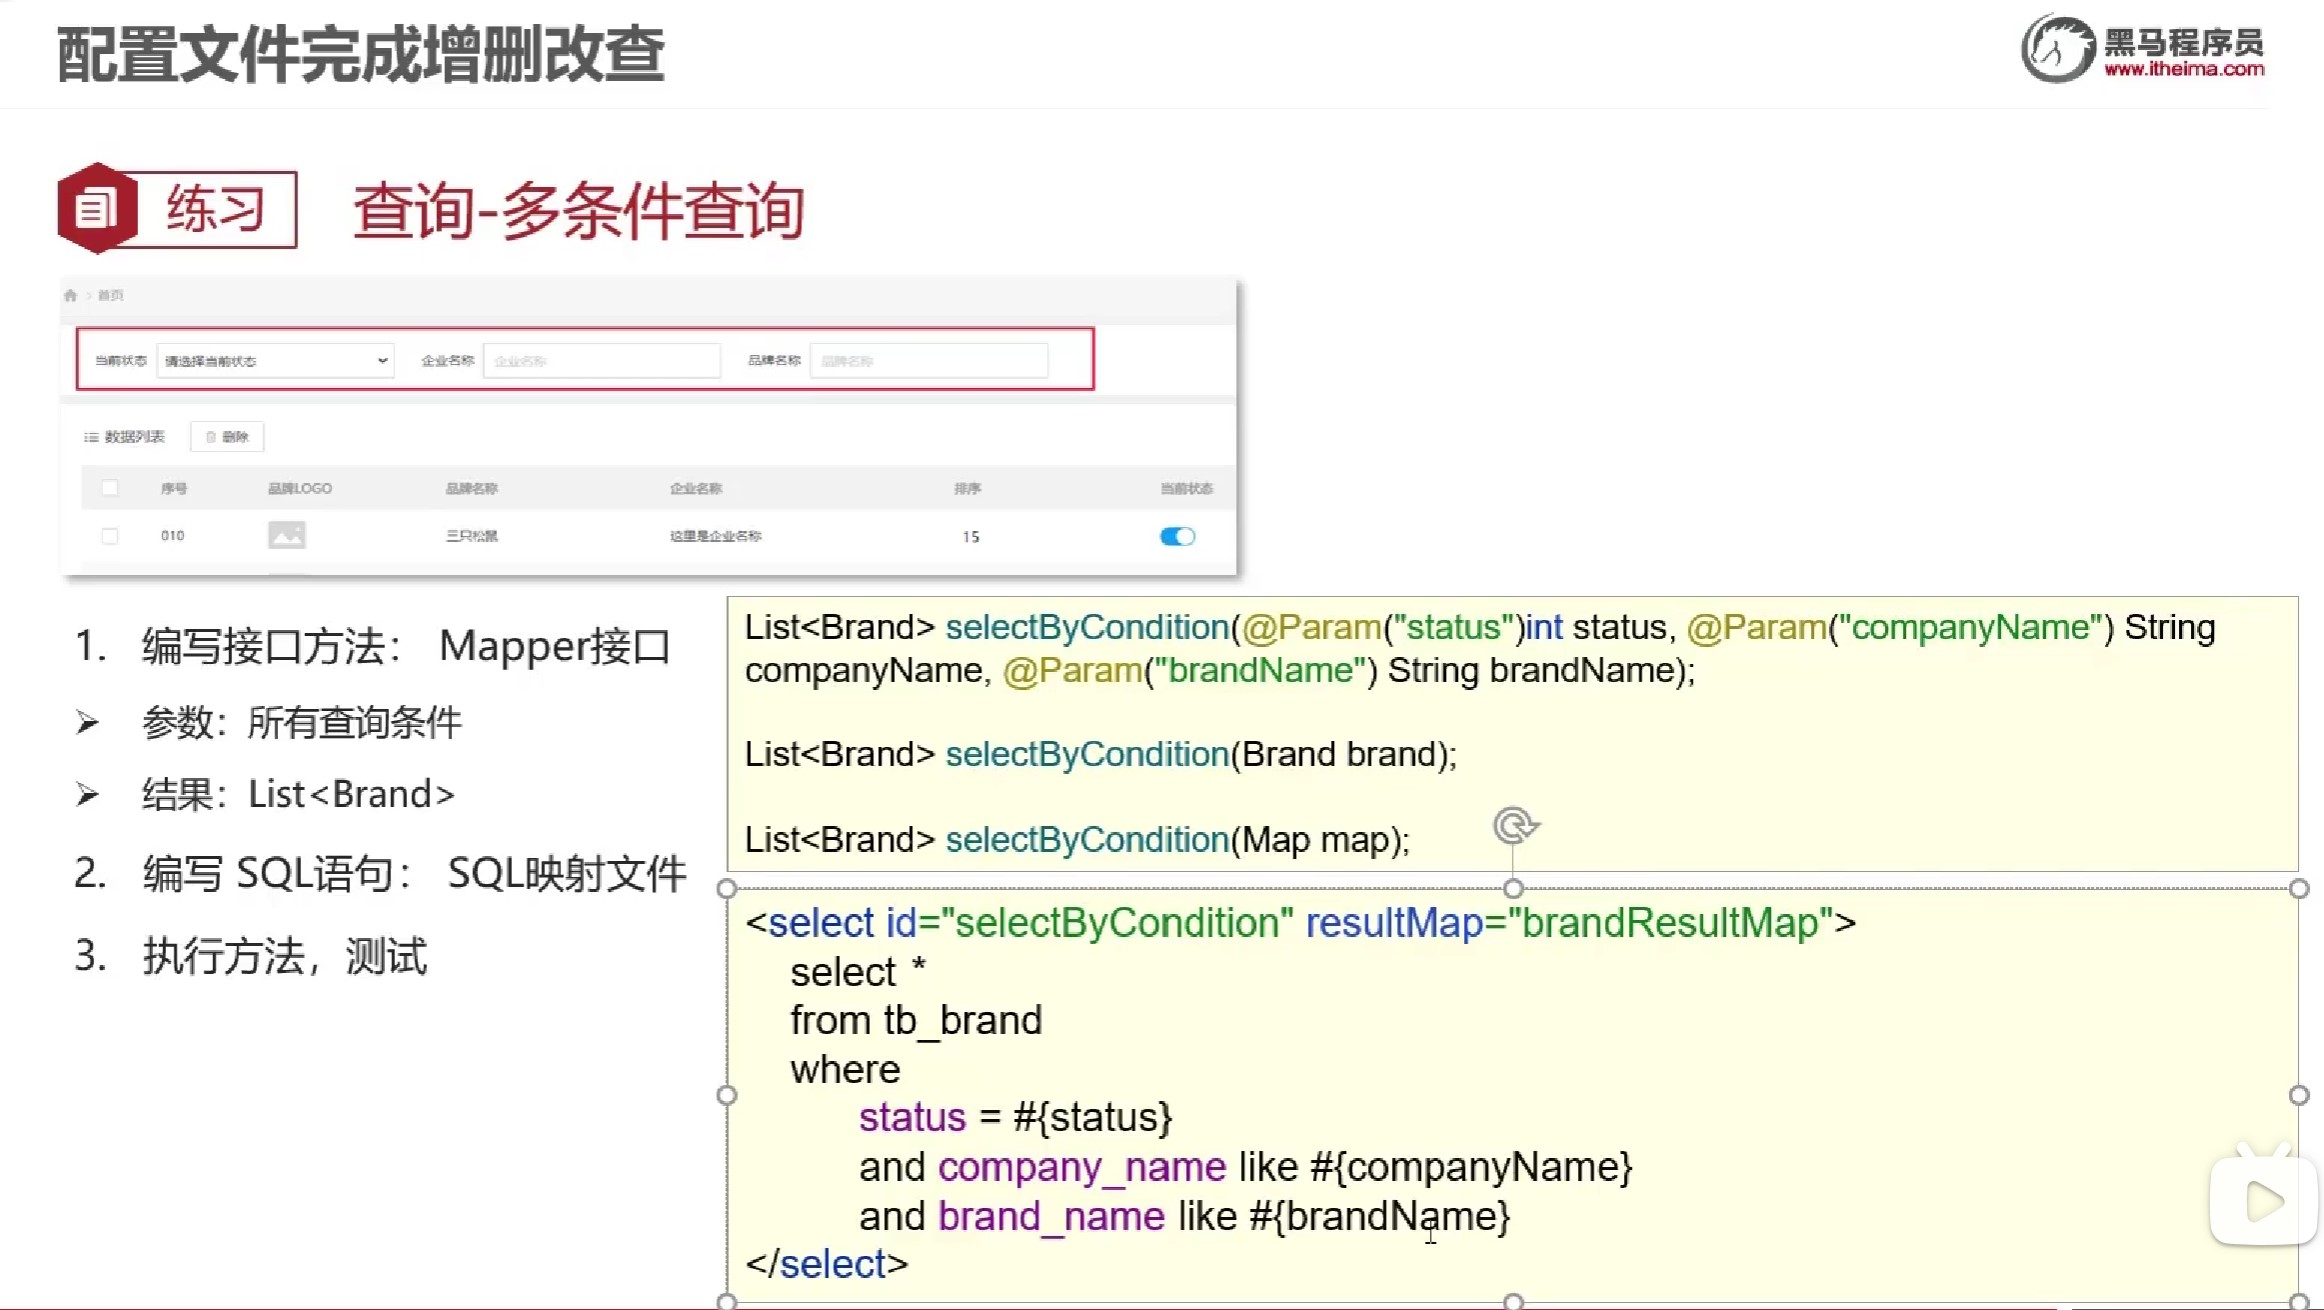 配置文件完成增删改查
黑马程序员
www.itheima.com
练习
查询-多条件查询
> 首页
当前状态 请选择当前状态 企业名称 企业名称 品牌名称 品牌名称
数据列表 删除
序号 品牌LOGO 品牌名称 企业名称 排序 当前状态
010 三只松鼠 这里是企业名称 15
1. 编写接口方法： Mapper接口
➢ 参数：所有查询条件
➢ 结果：List<Brand>
2. 编写 SQL语句： SQL映射文件
3. 执行方法，测试
List<Brand> selectByCondition(@Param("status")int status, @Param("companyName") String
companyName, @Param("brandName") String brandName);
List<Brand> selectByCondition(Brand brand);
List<Brand> selectByCondition(Map map);
<select id="selectByCondition" resultMap="brandResultMap">
select *
from tb_brand
where
status = #{status}
and company_name like #{companyName}
and brand_name like #{brandName}
</select>